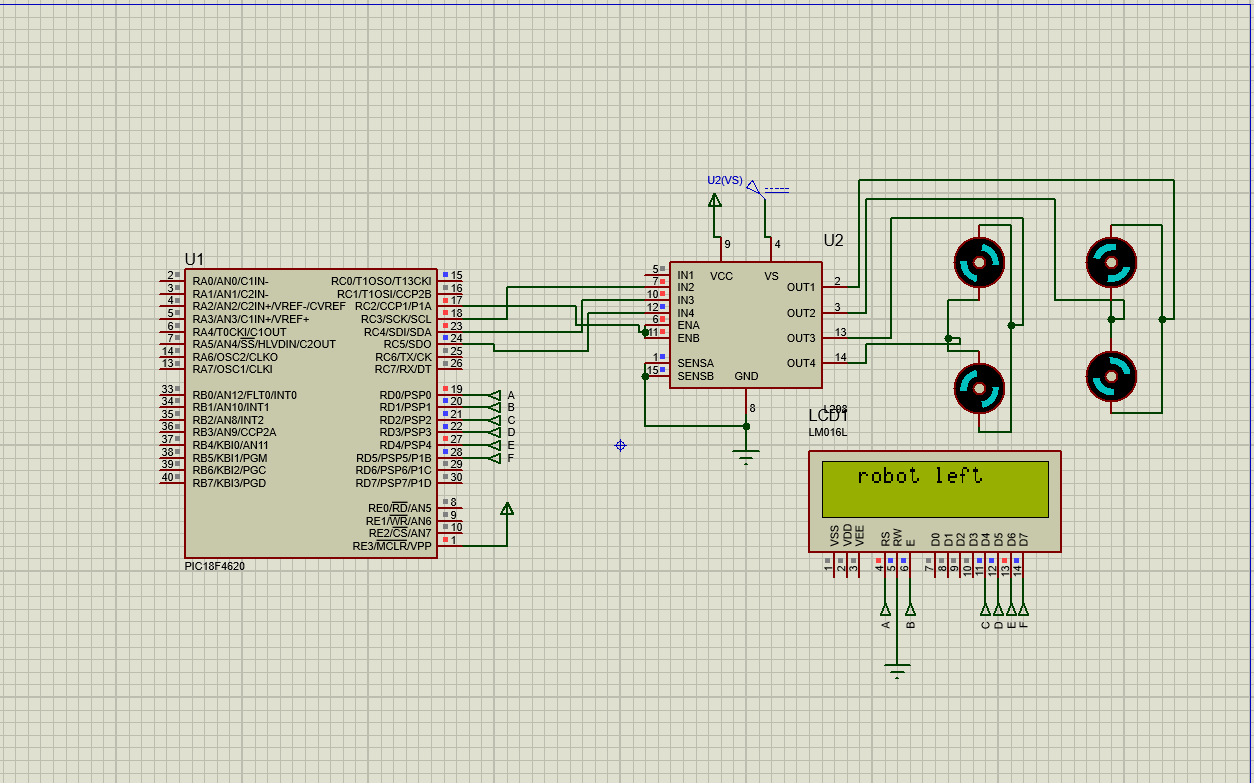 U1
2 RA0/AN0/C1IN-
3 RA1/AN1/C2IN-
4 RA2/AN3/C2IN+/VREF-/CVREF
5 RA3/AN3/C1IN+/VREF+
6 RA4/T0CKI/C1OUT
7 RA5/AN4/SS/HLVDIN/C2OUT
14 RA6/OSC2/CLKO
13 RA7/OSC1/CLKI
33 RB0/AN12/FLT0/INT0
34 RB1/AN10/INT1
35 RB2/AN8/INT2
36 RB3/AN9/CCP2A
37 RB4/KBI0/AN11
38 RB5/KBI1/PGM
39 RB6/KBI2/PGC
40 RB7/KBI3/PGD
RC0/T1OSO/T13CKI 15
RC1/T1OSI/CCP2B 16
RC2/CCP1/P1A 17
RC3/SCK/SCL 18
RC4/SDI/SDA 23
RC5/SDO 24
RC6/TX/CK 25
RC7/RX/DT 26
RD0/PSP0 19 A
RD1/PSP1 20 B
RD2/PSP2 21 C
RD3/PSP3 22 D
RD4/PSP4 27 E
RD5/PSP5/P1B 28 F
RD6/PSP6/P1C 29
RD7/PSP7/P1D 30
RE0/RD/AN5 8
RE1/WR/AN6 9
RE2/CS/AN7 10
RE3/MCLR/VPP 1
PIC18F4620
U2(VS)
U2
9 4
VCC VS
5 IN1
7 IN2
10 IN3
12 IN4
6 ENA
11 ENB
1 SENSA
15 SENSB
OUT1 2
OUT2 3
OUT3 13
OUT4 14
GND
8
L298
LCD1
LM016L
robot left
VSS VDD VEE RS RW E D0 D1 D2 D3 D4 D5 D6 D7
1 2 3 4 5 6 7 8 9 10 11 12 13 14
A B C D E F